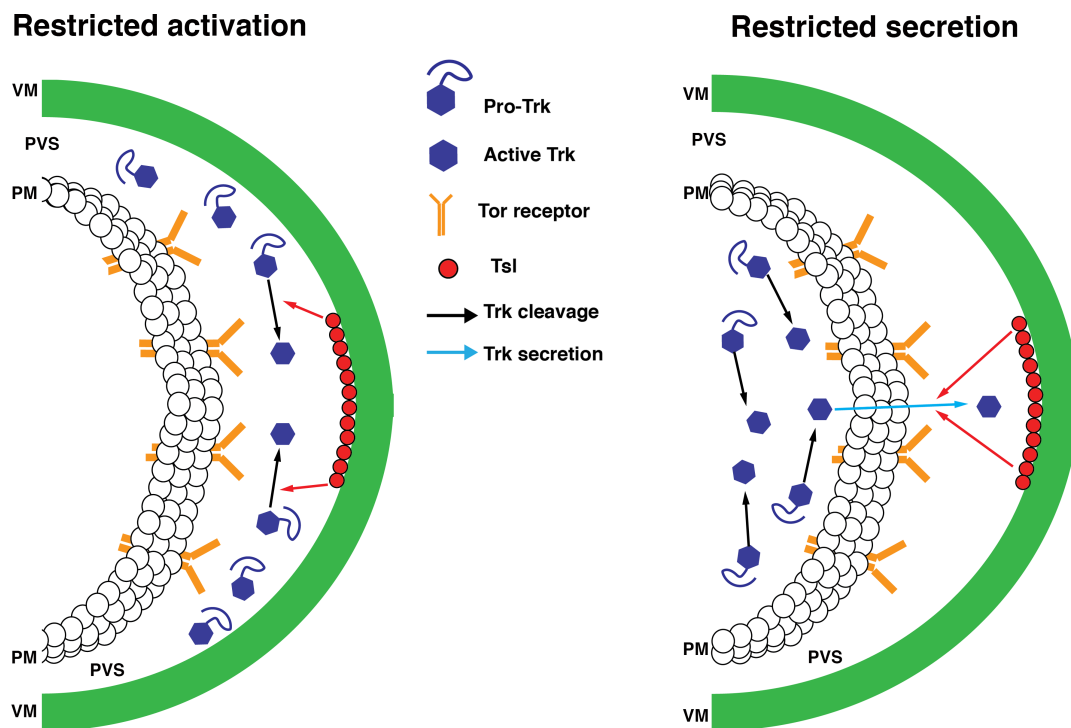 Restricted activation
VM
PVS
PM
PM
PVS
VM
Pro-Trk
Active Trk
Tor receptor
Tsl
Trk cleavage
Trk secretion
Restricted secretion
VM
PVS
PM
PM
PVS
VM